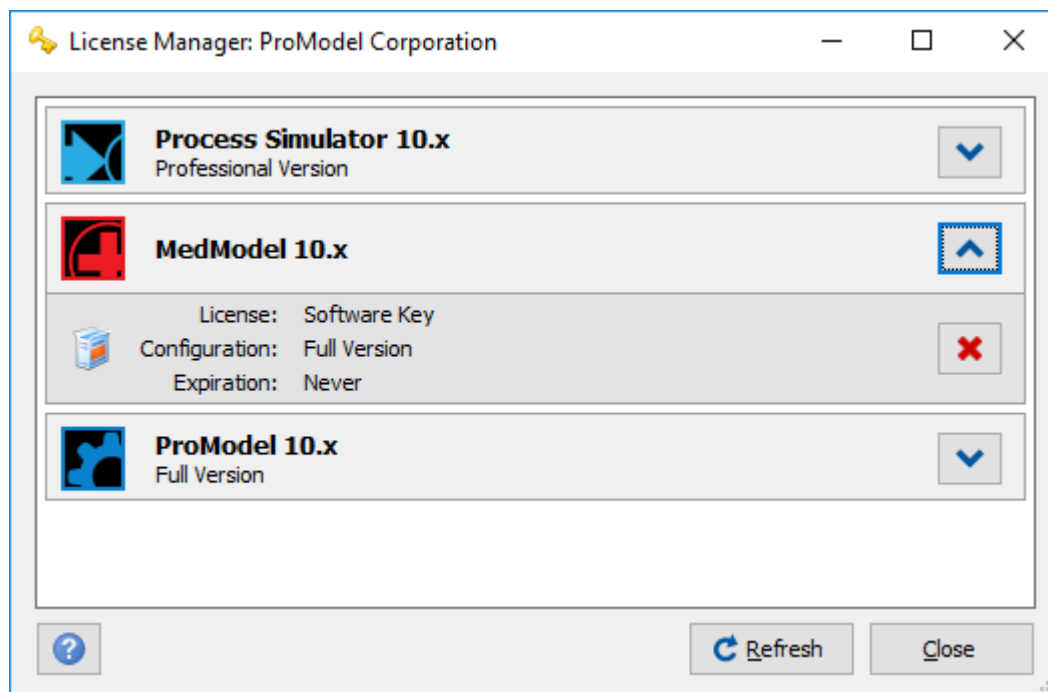 License Manager: ProModel Corporation
Process Simulator 10.x
Professional Version
MedModel 10.x
License: Software Key
Configuration: Full Version
Expiration: Never
ProModel 10.x
Full Version
? Refresh Close